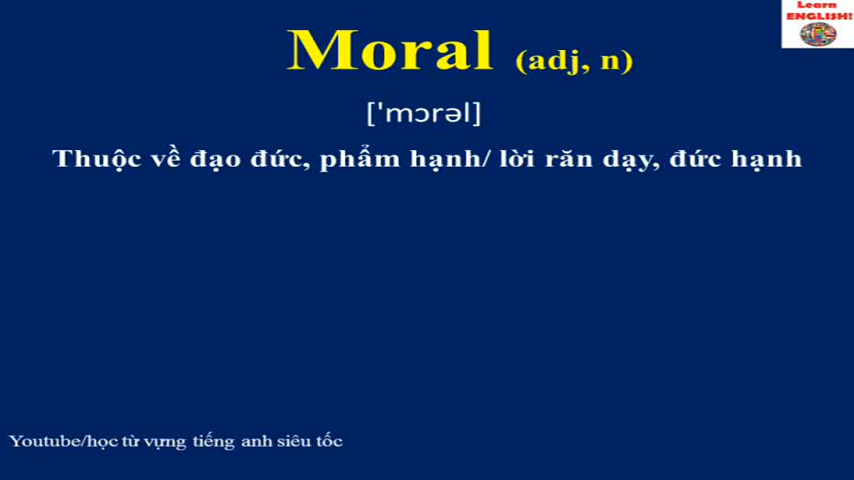 Learn
ENGLISH!
Moral (adj, n)
['mɔrəl]
Thuộc về đạo đức, phẩm hạnh/ lời răn dạy, đức hạnh
Youtube/học từ vựng tiếng anh siêu tốc